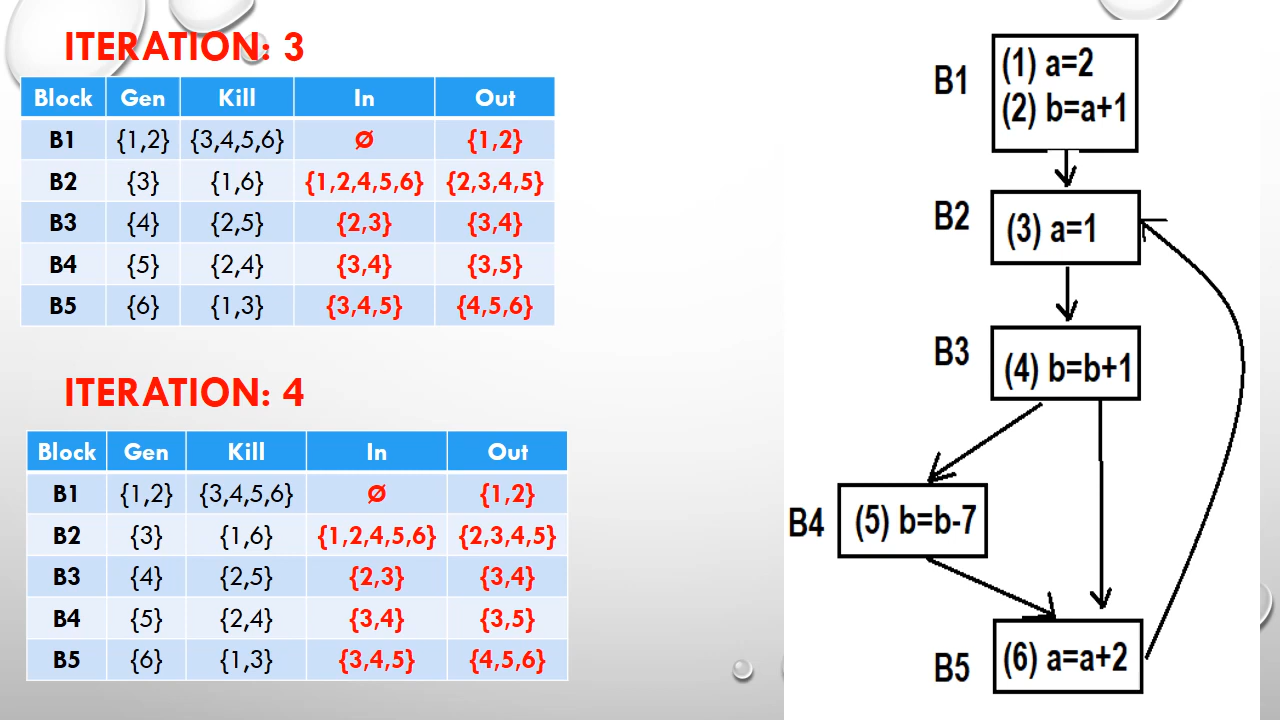 ITERATION: 3
Block Gen Kill In Out
B1 {1,2} {3,4,5,6} Ø {1,2}
B2 {3} {1,6} {1,2,4,5,6} {2,3,4,5}
B3 {4} {2,5} {2,3} {3,4}
B4 {5} {2,4} {3,4} {3,5}
B5 {6} {1,3} {3,4,5} {4,5,6}
ITERATION: 4
Block Gen Kill In Out
B1 {1,2} {3,4,5,6} Ø {1,2}
B2 {3} {1,6} {1,2,4,5,6} {2,3,4,5}
B3 {4} {2,5} {2,3} {3,4}
B4 {5} {2,4} {3,4} {3,5}
B5 {6} {1,3} {3,4,5} {4,5,6}
B1
(1) a=2
(2) b=a+1
B2
(3) a=1
B3
(4) b=b+1
B4
(5) b=b-7
B5
(6) a=a+2